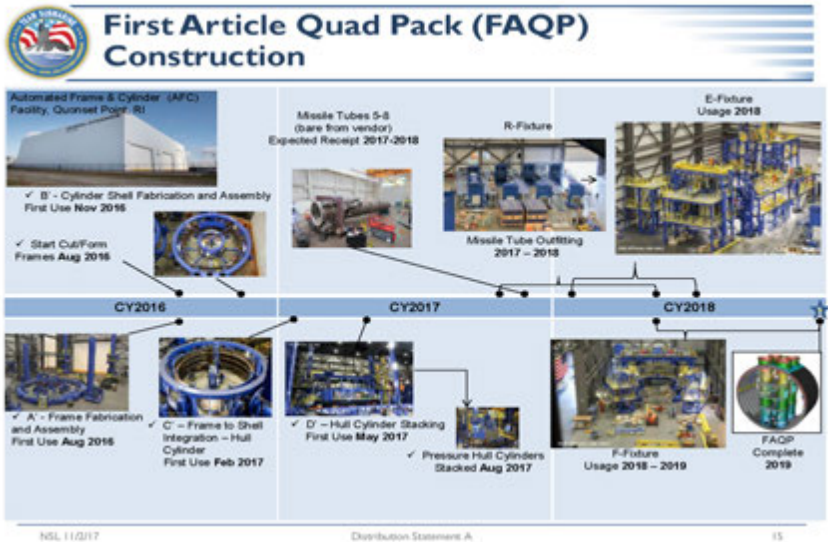 TEAM SUBMARINE
First Article Quad Pack (FAQP)
Construction
Automated Frame & Cylinder (AFC)
Facility, Quonset Point, RI
✓ B' - Cylinder Shell Fabrication and Assembly
First Use Nov 2016
✓ Start Cut/Form
Frames Aug 2016
Missile Tubes 5-8
(bare from vendor)
Expected Receipt 2017-2018
R-Fixture
Missile Tube Outfitting
2017 – 2018
E-Fixture
Usage 2018
CY2016
CY2017
CY2018
✓ A' - Frame Fabrication
and Assembly
First Use Aug 2016
✓ C' – Frame to Shell
Integration – Hull
Cylinder
First Use Feb 2017
✓ D' – Hull Cylinder Stacking
First Use May 2017
✓ Pressure Hull Cylinders
Stacked Aug 2017
F-Fixture
Usage 2018 – 2019
FAQP
Complete
2019
NSL 11/2/17
Distribution Statement A
15